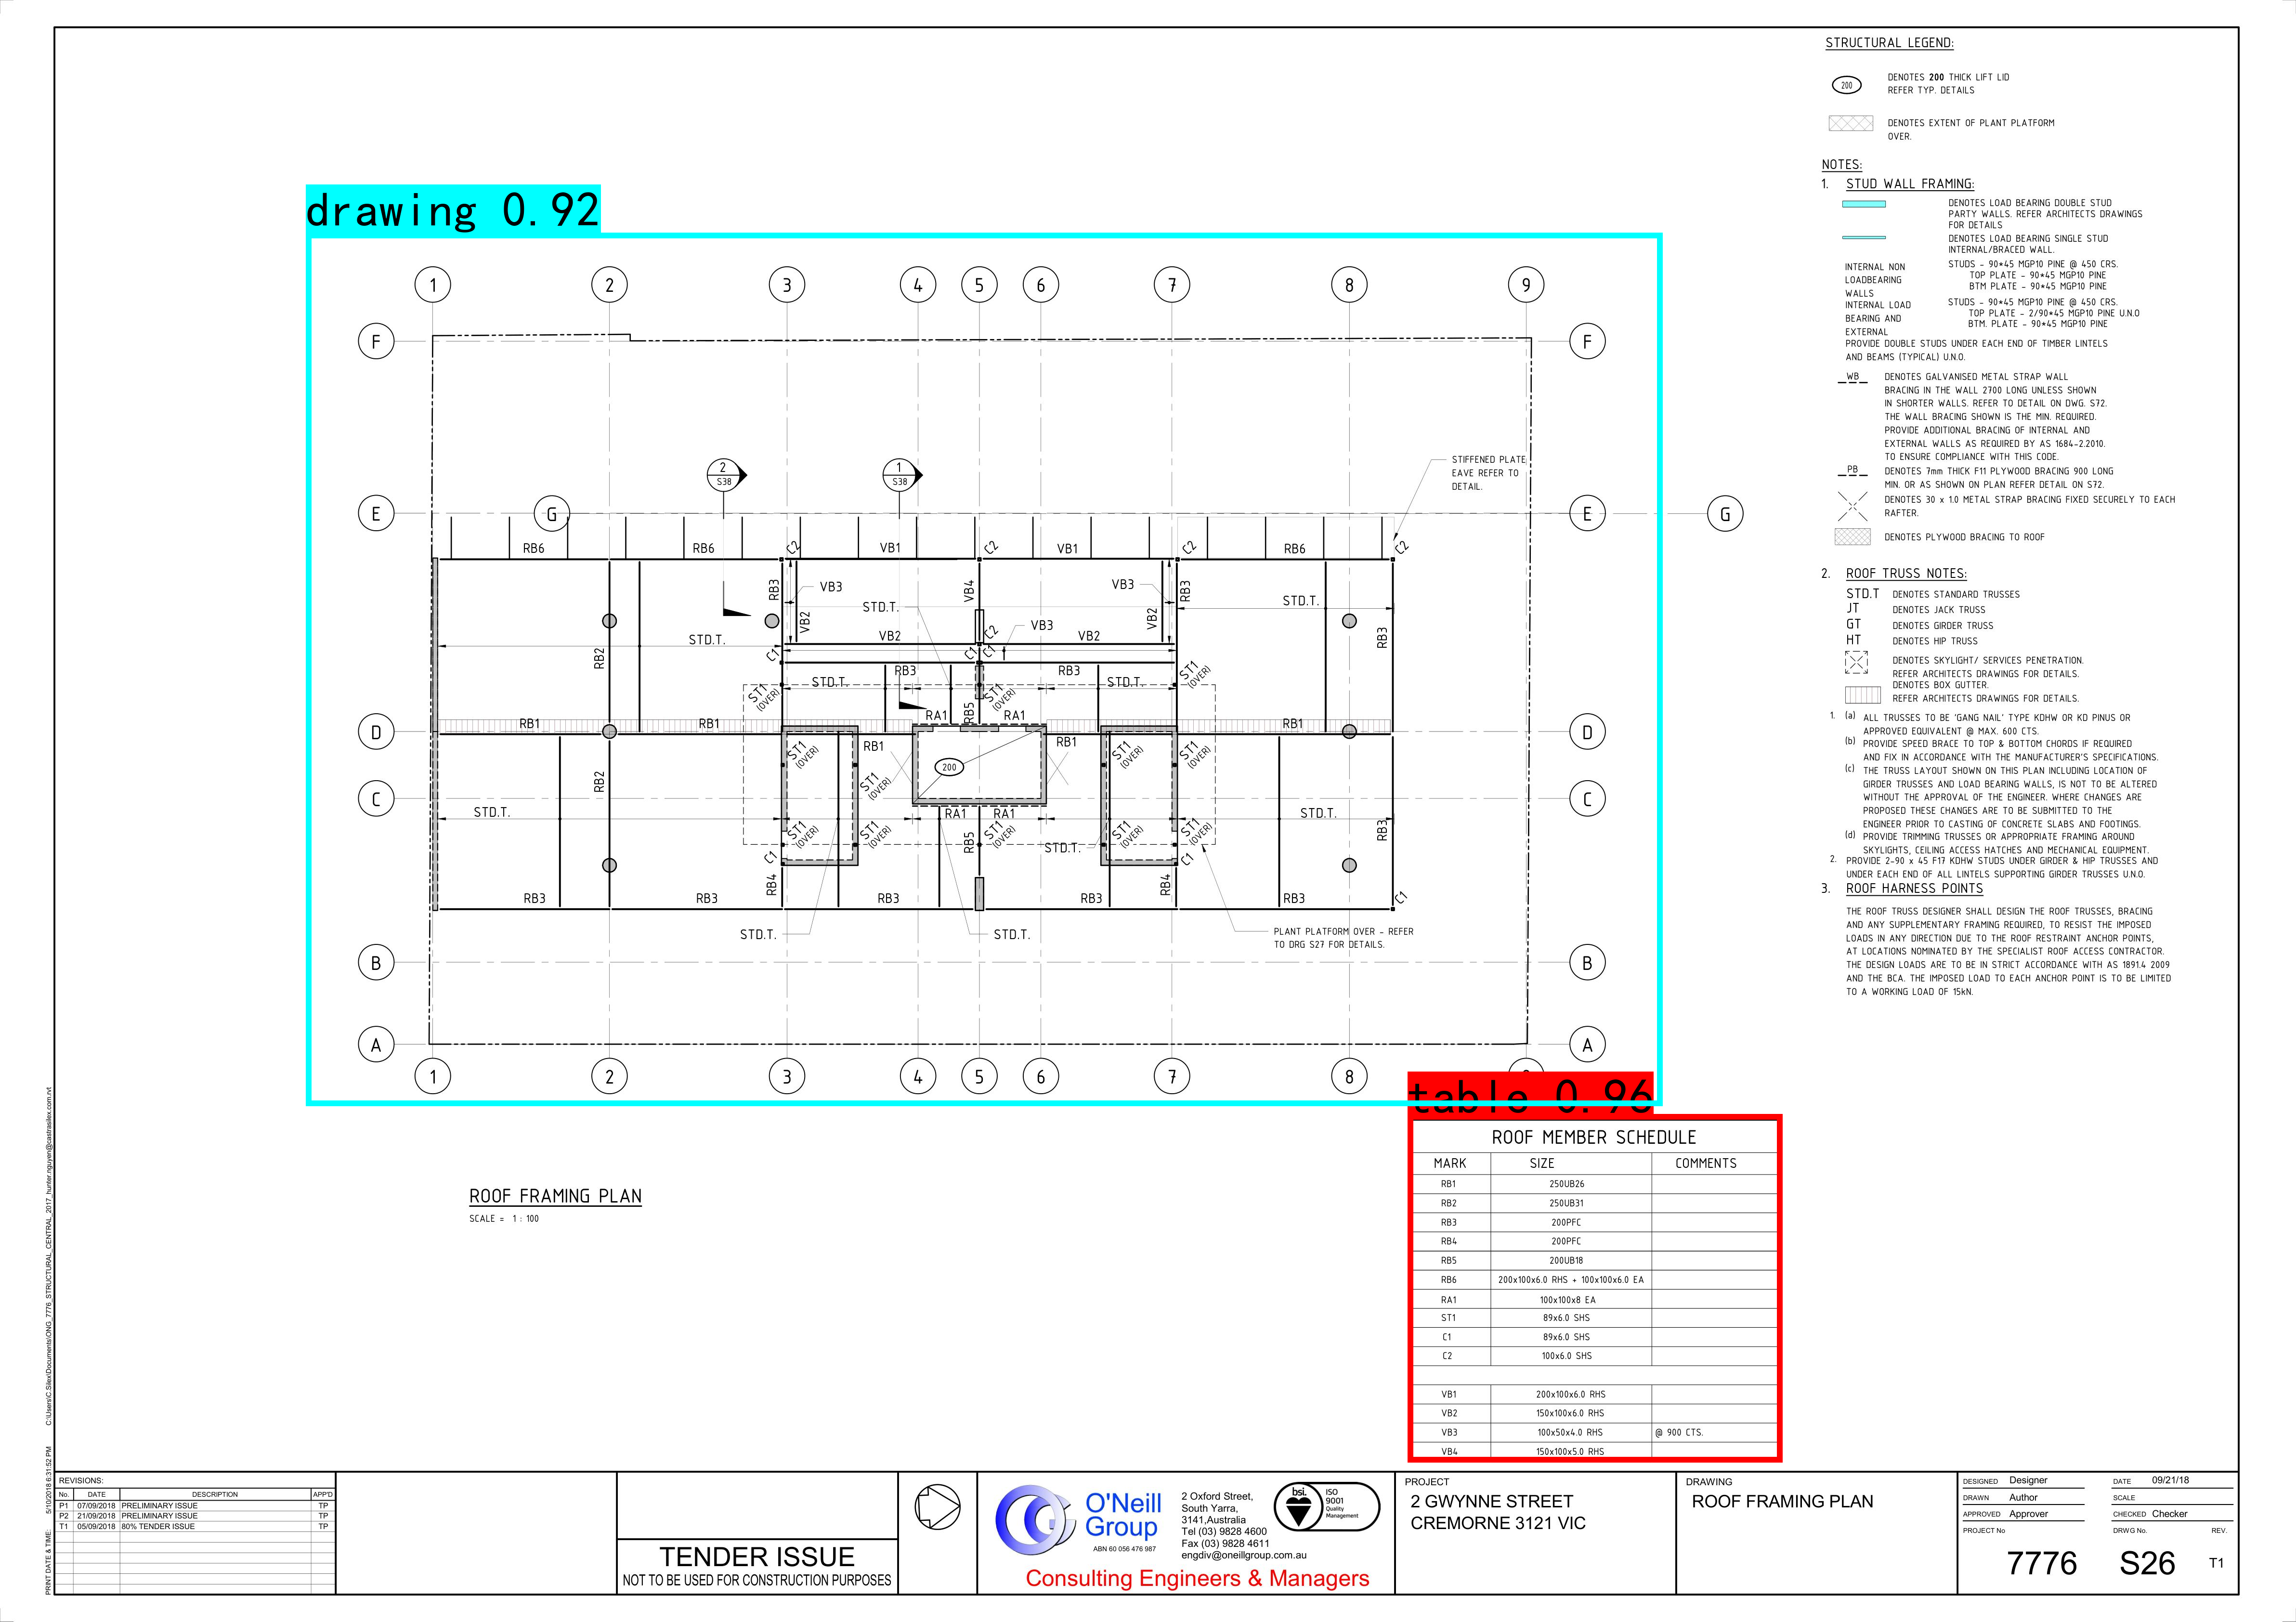 STRUCTURAL LEGEND:
200
DENOTES 200 THICK LIFT LID
REFER TYP. DETAILS
DENOTES EXTENT OF PLANT PLATFORM
OVER.
NOTES:
1. STUD WALL FRAMING:
DENOTES LOAD BEARING DOUBLE STUD
PARTY WALLS. REFER ARCHITECTS DRAWINGS
FOR DETAILS
DENOTES LOAD BEARING SINGLE STUD
INTERNAL/BRACED WALL.
INTERNAL NON
LOADBEARING
WALLS
STUDS - 90*45 MGP10 PINE @ 450 CRS.
TOP PLATE - 90*45 MGP10 PINE
BTM PLATE - 90*45 MGP10 PINE
INTERNAL LOAD
BEARING AND
EXTERNAL
STUDS - 90*45 MGP10 PINE @ 450 CRS.
TOP PLATE - 2/90*45 MGP10 PINE U.N.O
BTM. PLATE - 90*45 MGP10 PINE
PROVIDE DOUBLE STUDS UNDER EACH END OF TIMBER LINTELS
AND BEAMS (TYPICAL) U.N.O.
WB
DENOTES GALVANISED METAL STRAP WALL
BRACING IN THE WALL 2700 LONG UNLESS SHOWN
IN SHORTER WALLS. REFER TO DETAIL ON DWG. S72.
THE WALL BRACING SHOWN IS THE MIN. REQUIRED.
PROVIDE ADDITIONAL BRACING OF INTERNAL AND
EXTERNAL WALLS AS REQUIRED BY AS 1684-2.2010.
TO ENSURE COMPLIANCE WITH THIS CODE.
PB
DENOTES 7mm THICK F11 PLYWOOD BRACING 900 LONG
MIN. OR AS SHOWN ON PLAN REFER DETAIL ON S72.
DENOTES 30 x 1.0 METAL STRAP BRACING FIXED SECURELY TO EACH
RAFTER.
DENOTES PLYWOOD BRACING TO ROOF
2. ROOF TRUSS NOTES:
STD.T DENOTES STANDARD TRUSSES
JT DENOTES JACK TRUSS
GT DENOTES GIRDER TRUSS
HT DENOTES HIP TRUSS
DENOTES SKYLIGHT/ SERVICES PENETRATION.
REFER ARCHITECTS DRAWINGS FOR DETAILS.
DENOTES BOX GUTTER.
REFER ARCHITECTS DRAWINGS FOR DETAILS.
1. (a) ALL TRUSSES TO BE 'GANG NAIL' TYPE KDHW OR KD PINUS OR
APPROVED EQUIVALENT @ MAX. 600 CTS.
(b) PROVIDE SPEED BRACE TO TOP & BOTTOM CHORDS IF REQUIRED
AND FIX IN ACCORDANCE WITH THE MANUFACTURER'S SPECIFICATIONS.
(c) THE TRUSS LAYOUT SHOWN ON THIS PLAN INCLUDING LOCATION OF
GIRDER TRUSSES AND LOAD BEARING WALLS, IS NOT TO BE ALTERED
WITHOUT THE APPROVAL OF THE ENGINEER. WHERE CHANGES ARE
PROPOSED THESE CHANGES ARE TO BE SUBMITTED TO THE
ENGINEER PRIOR TO CASTING OF CONCRETE SLABS AND FOOTINGS.
(d) PROVIDE TRIMMING TRUSSES OR APPROPRIATE FRAMING AROUND
SKYLIGHTS, CEILING ACCESS HATCHES AND MECHANICAL EQUIPMENT.
2. PROVIDE 2-90 x 45 F17 KDHW STUDS UNDER GIRDER & HIP TRUSSES AND
UNDER EACH END OF ALL LINTELS SUPPORTING GIRDER TRUSSES U.N.O.
3. ROOF HARNESS POINTS
THE ROOF TRUSS DESIGNER SHALL DESIGN THE ROOF TRUSSES, BRACING
AND ANY SUPPLEMENTARY FRAMING REQUIRED, TO RESIST THE IMPOSED
LOADS IN ANY DIRECTION DUE TO THE ROOF RESTRAINT ANCHOR POINTS,
AT LOCATIONS NOMINATED BY THE SPECIALIST ROOF ACCESS CONTRACTOR.
THE DESIGN LOADS ARE TO BE IN STRICT ACCORDANCE WITH AS 1891.4 2009
AND THE BCA. THE IMPOSED LOAD TO EACH ANCHOR POINT IS TO BE LIMITED
TO A WORKING LOAD OF 15kN.
drawing 0.92
1 2 3 4 5 6 7 8 9
F F
2 S38 1 S38
STIFFENED PLATE
EAVE REFER TO
DETAIL.
E G E G
RB6 RB6 C2 VB1 C2 VB1 C2 RB6 C2
RB3 VB3 VB4 VB3 RB3
STD.T. STD.T.
VB2 VB2
STD.T. VB2 C2 VB3 VB2 RB3
RB2 C1 C1 C1
RB3 RB3 ST1 (OVER)
ST1 (OVER) STD.T. ST1 (OVER) STD.T.
RB1 RB1 RA1 RB5 RA1 RB1
D D
ST1 (OVER) RB1 RB1 ST1 (OVER) ST1 (OVER)
RB2 ST1 (OVER) 200
C C
STD.T. RA1 RA1 STD.T.
ST1 (OVER) ST1 (OVER) RB5 ST1 (OVER) ST1 (OVER) RB3
C1 STD.T. C1
RB4 RB4
RB3 RB3 RB3 RB3 RB3 C1
STD.T. STD.T.
PLANT PLATFORM OVER - REFER
TO DRG S27 FOR DETAILS.
B B
A A
1 2 3 4 5 6 7 8
table 0.96
ROOF FRAMING PLAN
SCALE = 1 : 100
ROOF MEMBER SCHEDULE
MARK SIZE COMMENTS
RB1 250UB26
RB2 250UB31
RB3 200PFC
RB4 200PFC
RB5 200UB18
RB6 200x100x6.0 RHS + 100x100x6.0 EA
RA1 100x100x8 EA
ST1 89x6.0 SHS
C1 89x6.0 SHS
C2 100x6.0 SHS
VB1 200x100x6.0 RHS
VB2 150x100x6.0 RHS
VB3 100x50x4.0 RHS @ 900 CTS.
VB4 150x100x5.0 RHS
PRINT DATE & TIME: 5/10/2018 6:31:52 PM C:\Users\C.Silex\Documents\ONG_7776_STRUCTURAL_CENTRAL_2017_hunter.nguyen@castrasilex.com.rvt
REVISIONS:
No. DATE DESCRIPTION APP'D
P1 07/09/2018 PRELIMINARY ISSUE TP
P2 21/09/2018 PRELIMINARY ISSUE TP
T1 05/09/2018 80% TENDER ISSUE TP
TENDER ISSUE
NOT TO BE USED FOR CONSTRUCTION PURPOSES
O'Neill
Group
ABN 60 056 476 987
2 Oxford Street,
South Yarra,
3141,Australia
Tel (03) 9828 4600
Fax (03) 9828 4611
engdiv@oneillgroup.com.au
bsi.
ISO
9001
Quality
Management
Consulting Engineers & Managers
PROJECT
2 GWYNNE STREET
CREMORNE 3121 VIC
DRAWING
ROOF FRAMING PLAN
DESIGNED Designer DATE 09/21/18
DRAWN Author SCALE
APPROVED Approver CHECKED Checker
PROJECT No DRWG No. REV.
7776 S26 T1